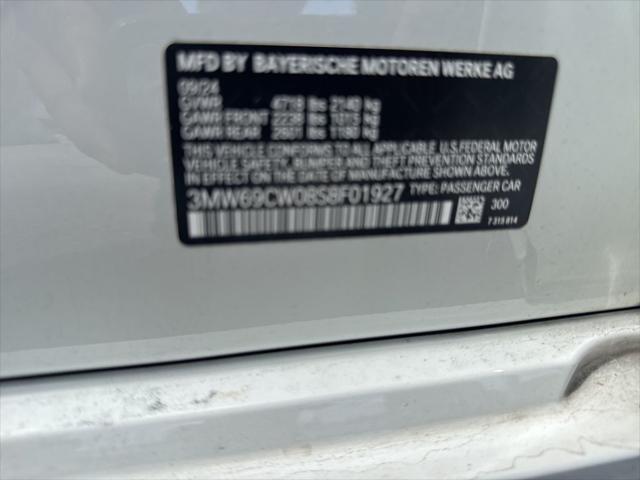 MFD BY BAYERISCHE MOTOREN WERKE AG
09/24
GVWR 4718 lbs 2140 kg
GAWR FRONT 2238 lbs 1015 kg
GAWR REAR 2601 lbs 1180 kg
THIS VEHICLE CONFORMS TO ALL APPLICABLE U.S. FEDERAL MOTOR
VEHICLE SAFETY, BUMPER AND THEFT PREVENTION STANDARDS
IN EFFECT ON THE DATE OF MANUFACTURE SHOWN ABOVE.
3MW69CW08S8F01927 TYPE: PASSENGER CAR
300
7 313 814